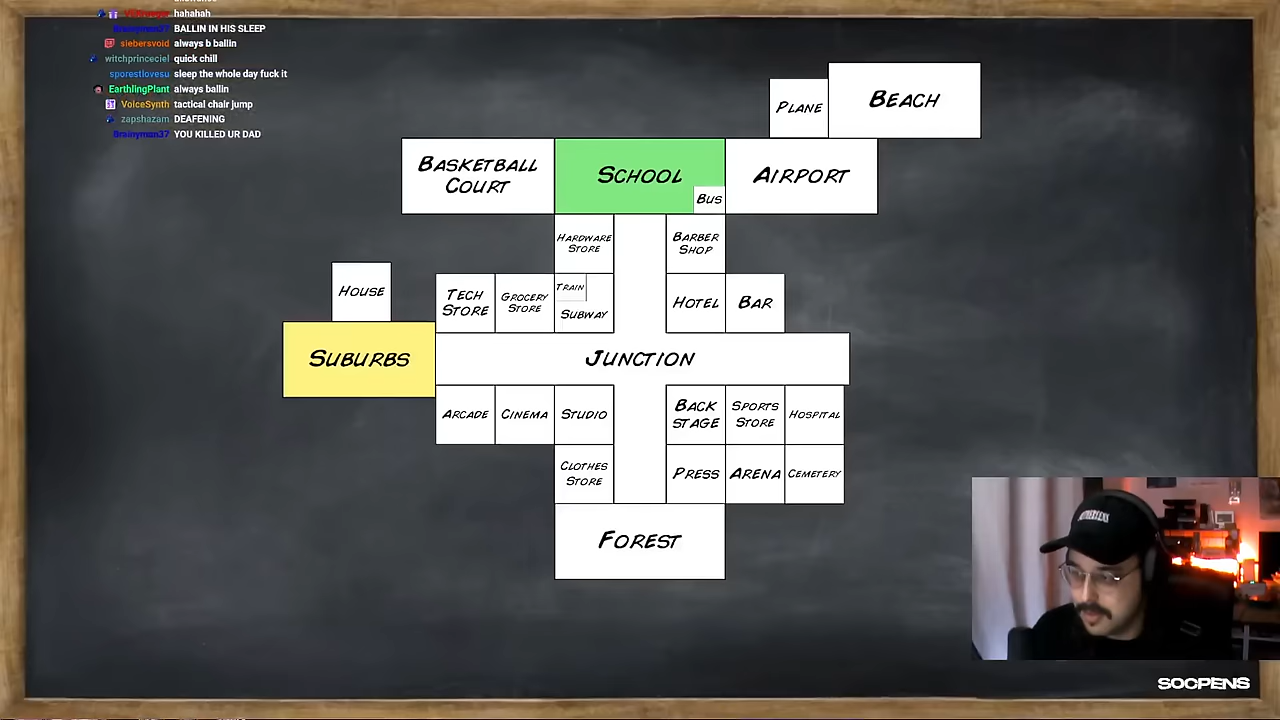 hahahah
BALLIN IN HIS SLEEP
siebersvoid always b ballin
witchprinceciel quick chill
sporestlovesu sleep the whole day fuck it
EarthlingPlant always ballin
VoiceSynth tactical chair jump
zapshazam DEAFENING
Brainyman37 YOU KILLED UR DAD
PLANE
BEACH
BASKETBALL
COURT
SCHOOL
BUS
AIRPORT
HARDWARE
STORE
BARBER
SHOP
HOUSE
TECH
STORE
GROCERY
STORE
TRAIN
SUBWAY
HOTEL
BAR
SUBURBS
JUNCTION
ARCADE
CINEMA
STUDIO
BACK
STAGE
SPORTS
STORE
HOSPITAL
CLOTHES
STORE
PRESS
ARENA
CEMETERY
FOREST
SOCPENS